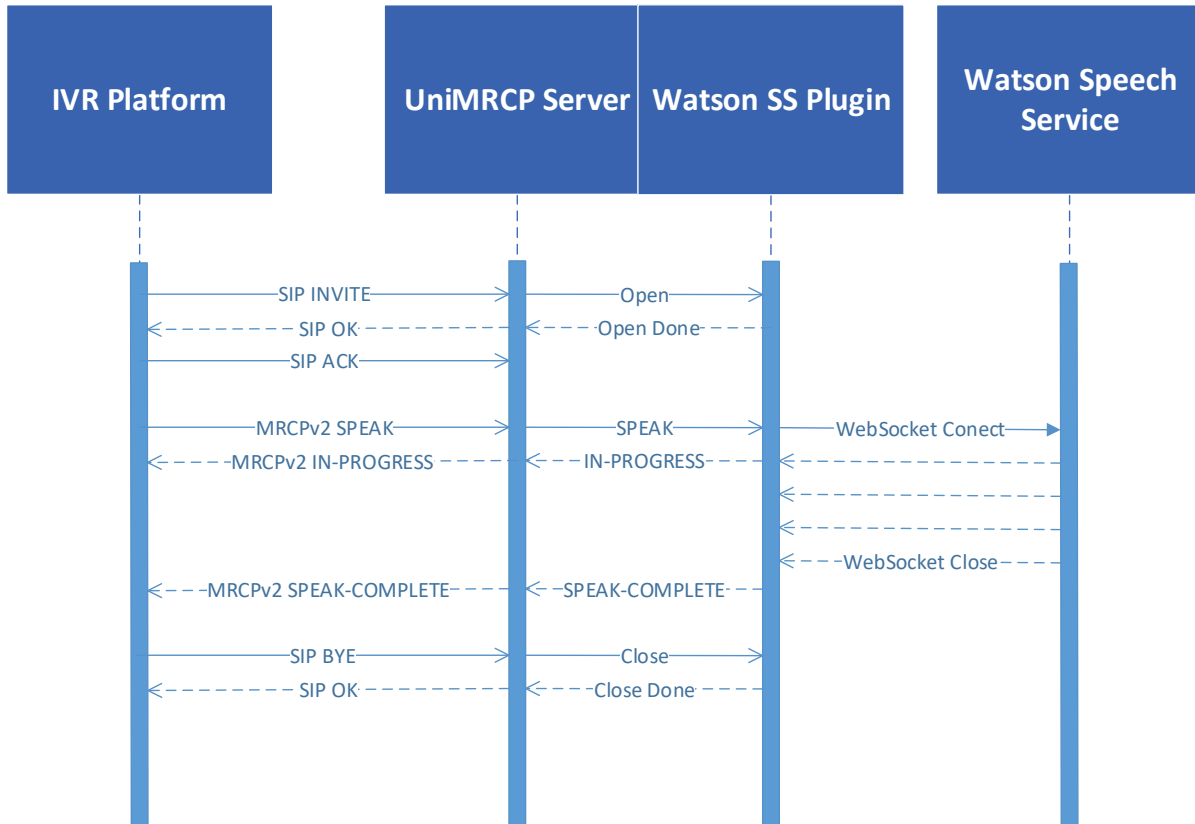 IVR Platform
UniMRCP Server
Watson SS Plugin
Watson Speech
Service
SIP INVITE
Open
SIP OK
Open Done
SIP ACK
MRCPv2 SPEAK
SPEAK
WebSocket Conect
MRCPv2 IN-PROGRESS
IN-PROGRESS
WebSocket Close
MRCPv2 SPEAK-COMPLETE
SPEAK-COMPLETE
SIP BYE
Close
SIP OK
Close Done